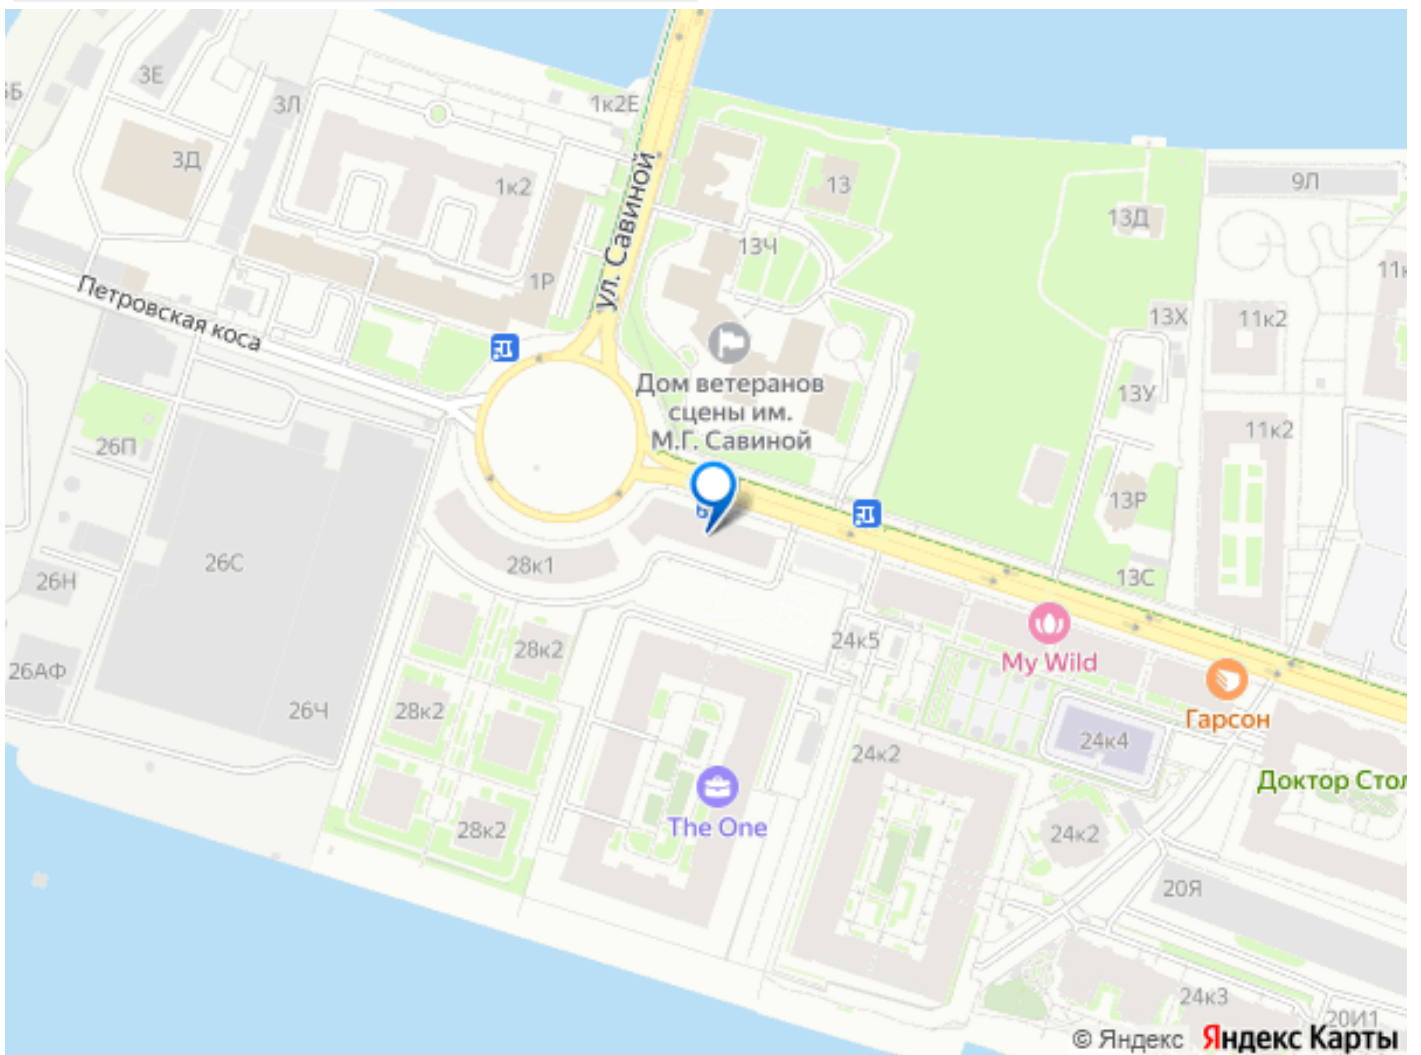 3Е
1к2Е
3Л
3Д
1к2
13
9Л
13Ч
13Д
ул. Савиной
1Р
Петровская коса
13Х
11к2
Дом ветеранов
сцены им.
М.Г. Савиной
13У
11к2
26П
13Р
26С
28к1
26Н
13С
My Wild
24к5
28к2
26АФ
Гарсон
26Ч
28к2
24к4
24к2
Доктор Стол
The One
28к2
24к2
20Я
24к3
20И1
© Яндекс Яндекс Карты